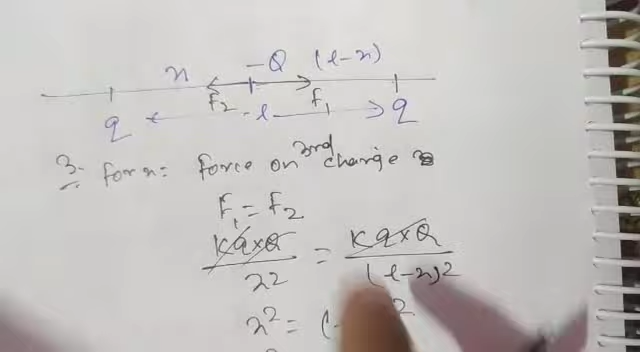 x -Q (l-x)
F2 F1
q l q
3. for x: force on 3rd charge
F1 = F2
Kq×Q/x² = Kq×Q/(l-x)²
x² = (